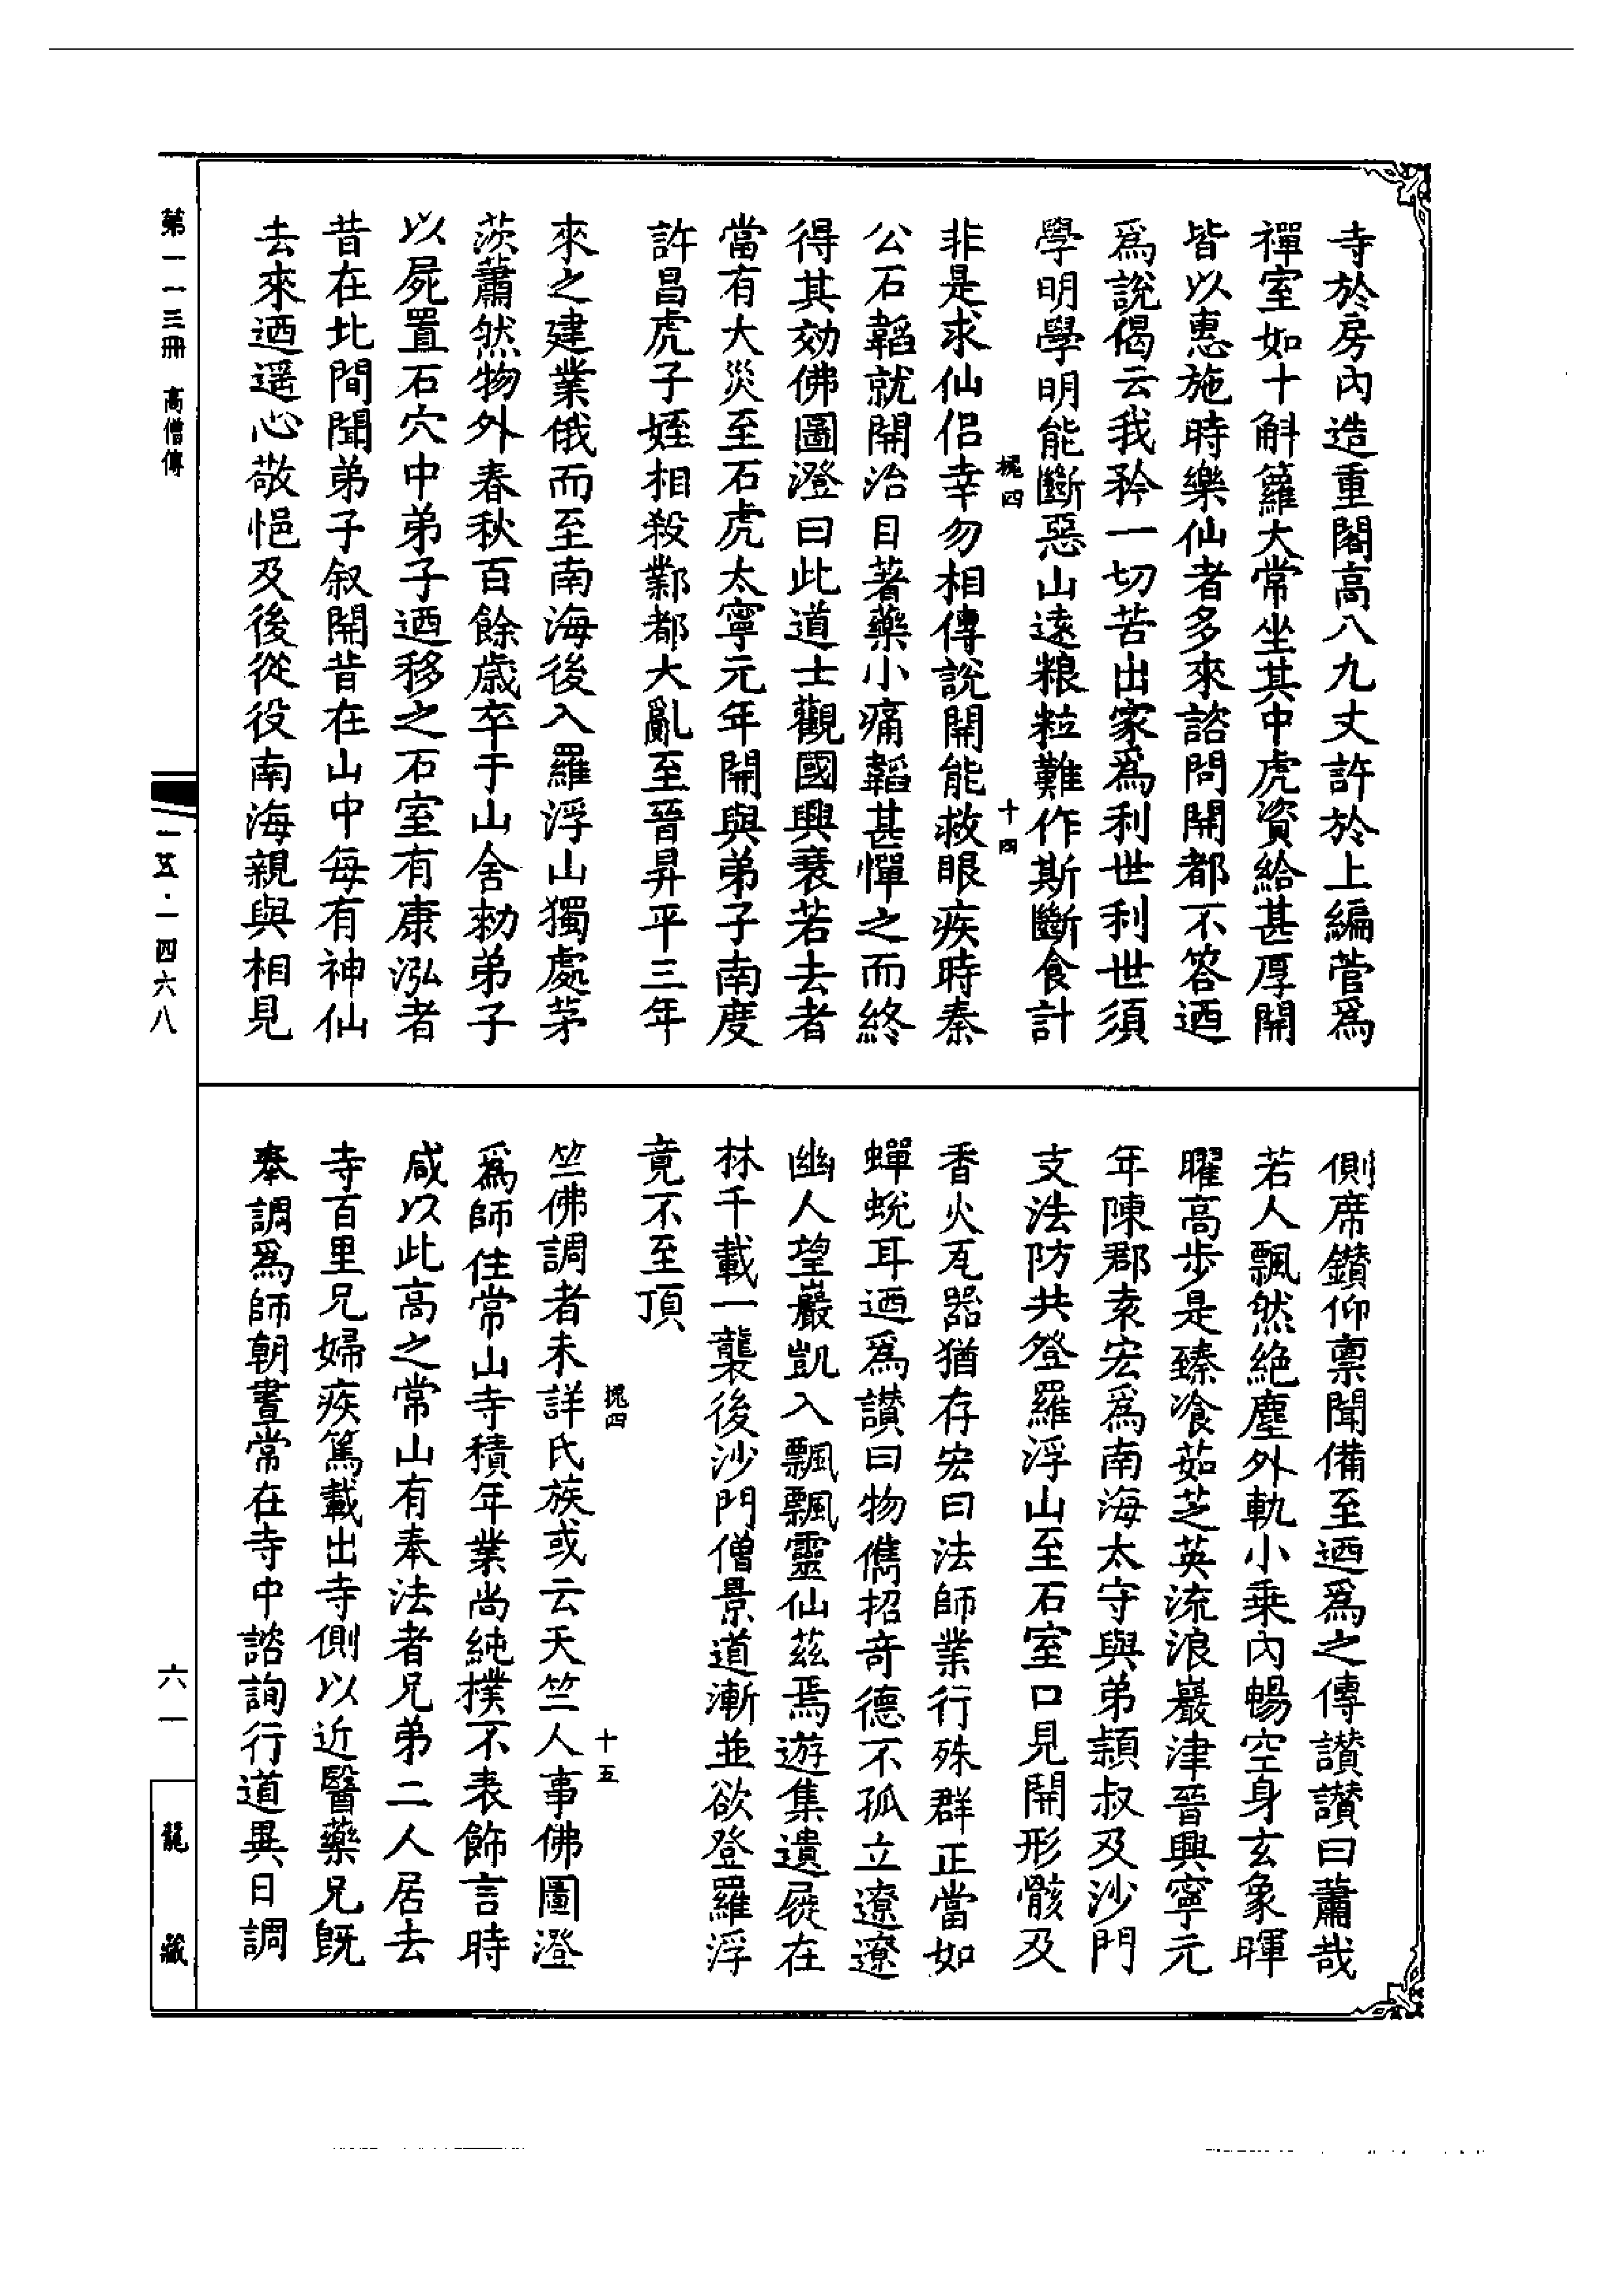 寺於房內造重閣高八九丈許於上編菅爲
禪室如十斛籮大常坐其中虎資給甚厚開
皆以惠施時樂仙者多來諮問開都不答迺
爲說偈云我矜一切苦出家爲利世利世須
學明學明能斷惡山遠粮粒難作斯斷食計
槐四
十四
非是求仙侶幸勿相傳說開能救眼疾時秦
公石韜就開治目著藥小痛韜甚憚之而終
得其効佛圖澄曰此道士觀國興衰若去者
當有大災至石虎太寧元年開與弟子南度
許昌虎子姪相殺鄴都大亂至晉昇平三年
來之建業俄而至南海後入羅浮山獨處茅
茨蕭然物外春秋百餘歲卒于山舍勑弟子
以屍置石穴中弟子迺移之石室有康泓者
昔在北間聞弟子叙開昔在山中每有神仙
去來迺遥心敬悒及後從役南海親與相見
側席鑚仰禀聞備至迺爲之傳讃讃曰蕭哉
若人飄然絶塵外軌小乘內暢空身玄象暉
曜高步是臻飡茹芝英流浪巖津晉興寧元
年陳郡袁宏爲南海太守與弟頴叔及沙門
支法防共登羅浮山至石室口見開形骸及
香火瓦器猶存宏曰法師業行殊群正當如
蟬蛻耳迺爲讃曰物儁招奇德不孤立遼遼
幽人望巖凱入飄飄靈仙茲焉遊集遺屣在
林千載一襲後沙門僧景道漸並欲登羅浮
竟不至頂
槐四
十五
竺佛調者未詳氏族或云天竺人事佛圖澄
爲師住常山寺積年業尚純樸不表飾言時
咸以此高之常山有奉法者兄弟二人居去
寺百里兄婦疾篤載出寺側以近醫藥兄既
奉調爲師朝晝常在寺中諮詢行道異日調
第一一三冊 高僧傳
一五·一四六八
六一
龍藏